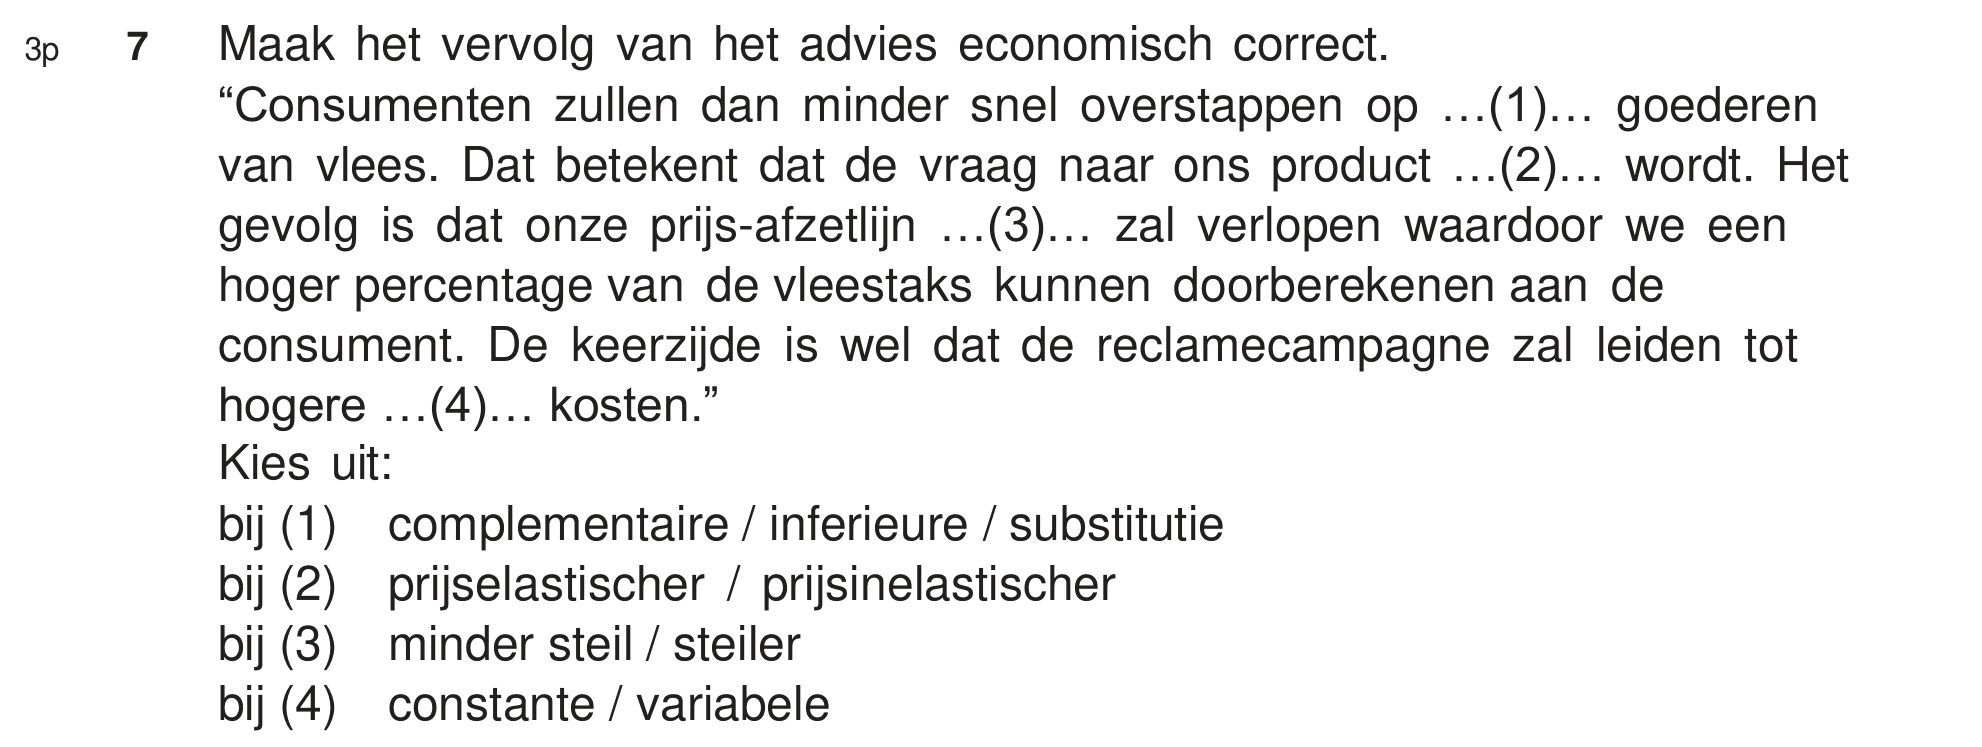 3p 7 Maak het vervolg van het advies economisch correct.
“Consumenten zullen dan minder snel overstappen op …(1)… goederen
van vlees. Dat betekent dat de vraag naar ons product …(2)… wordt. Het
gevolg is dat onze prijs-afzetlijn …(3)… zal verlopen waardoor we een
hoger percentage van de vleestaks kunnen doorberekenen aan de
consument. De keerzijde is wel dat de reclamecampagne zal leiden tot
hogere …(4)… kosten.”
Kies uit:
bij (1) complementaire / inferieure / substitutie
bij (2) prijselastischer / prijsinelastischer
bij (3) minder steil / steiler
bij (4) constante / variabele